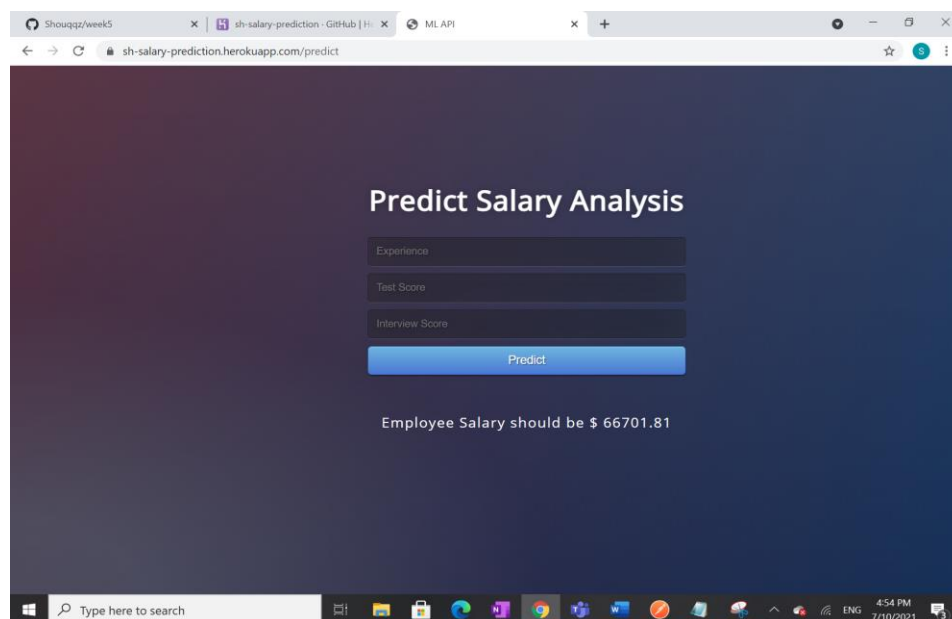 Shouqqz/week5
sh-salary-prediction · GitHub | H
ML API
sh-salary-prediction.herokuapp.com/predict
S
Predict Salary Analysis
Experience
Test Score
Interview Score
Predict
Employee Salary should be $ 66701.81
Type here to search
ENG
4:54 PM
7/10/2021
3